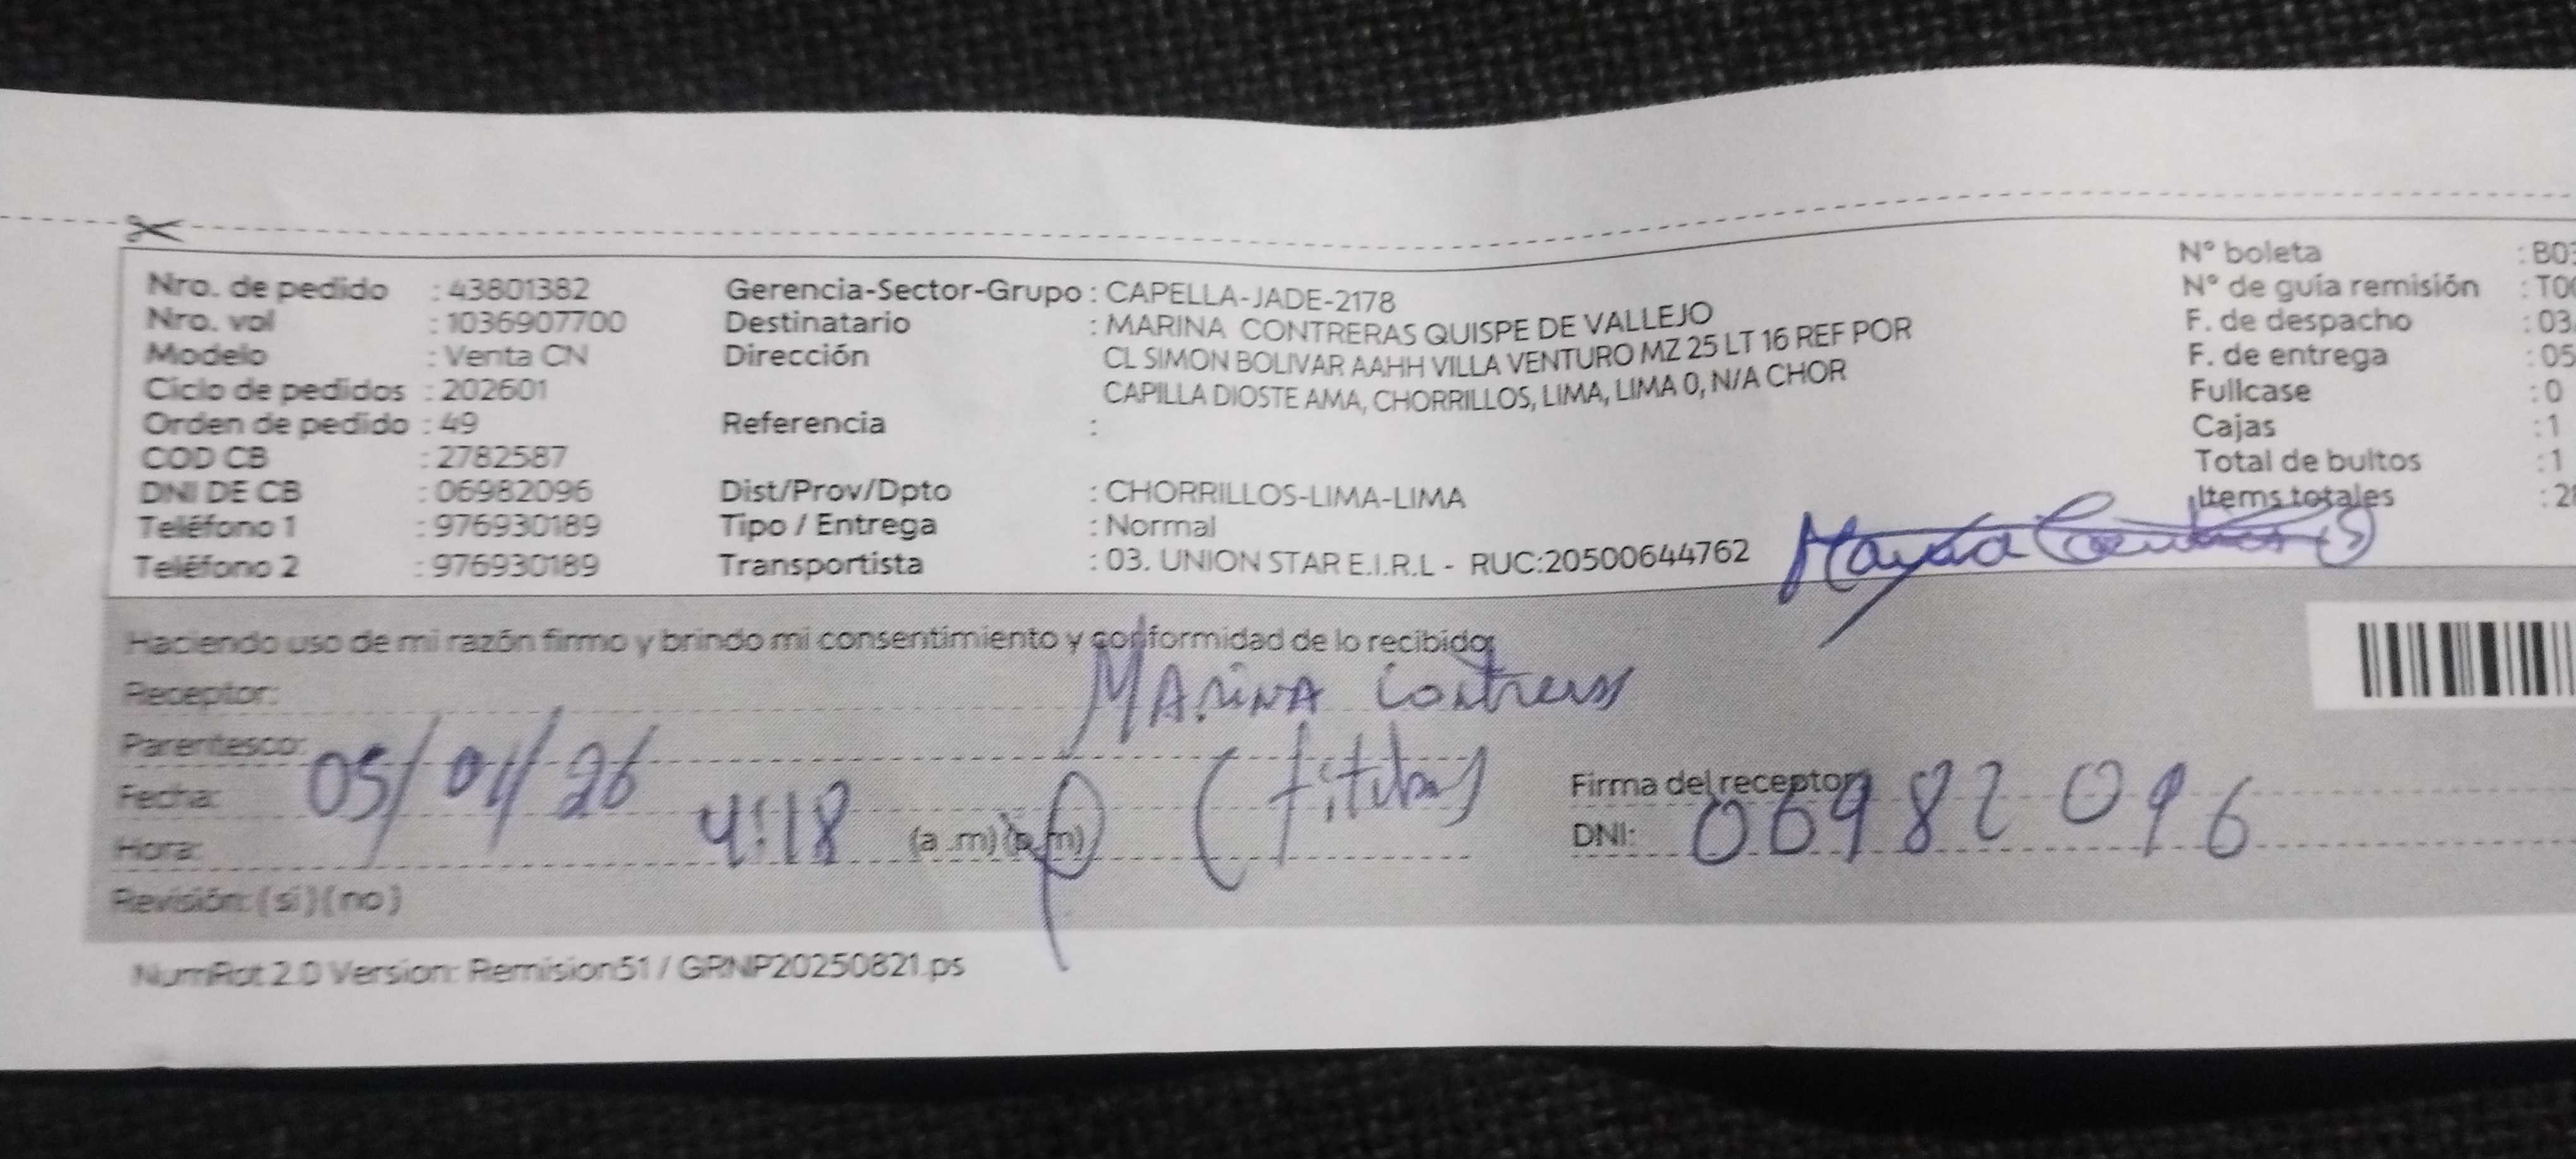 Nro. de pedido : 43801382
Nro. vol : 1036907700
Modelo : Venta CN
Ciclo de pedidos : 202601
Orden de pedido : 49
COD CB : 2782587
DNI DE CB : 06982096
Teléfono 1 : 976930189
Teléfono 2 : 976930189
Gerencia-Sector-Grupo : CAPELLA-JADE-2178
Destinatario : MARINA CONTRERAS QUISPE DE VALLEJO
Dirección CL SIMON BOLIVAR AAHH VILLA VENTURO MZ 25 LT 16 REF POR
CAPILLA DIOSTE AMA, CHORRILLOS, LIMA, LIMA 0, N/A CHOR
Referencia :
Dist/Prov/Dpto : CHORRILLOS-LIMA-LIMA
Tipo / Entrega : Normal
Transportista : 03. UNION STAR E.I.R.L - RUC:20500644762
N° boleta : B03
N° de guía remisión : T00
F. de despacho : 03
F. de entrega : 05
Fullcase : 0
Cajas : 1
Total de bultos : 1
Items totales : 2
Haciendo uso de mi razón firmo y brindo mi consentimiento y conformidad de lo recibido:
Receptor: MARINA Contreras
Parentesco: (titular)
Fecha: 05/01/26
Hora: 4:18 (a .m) (p.m)
Revisión: ( si ) ( no )
Firma del receptor
DNI: 06982096
NumRot 2.0 Version: Remision51 / GRNP20250821.ps